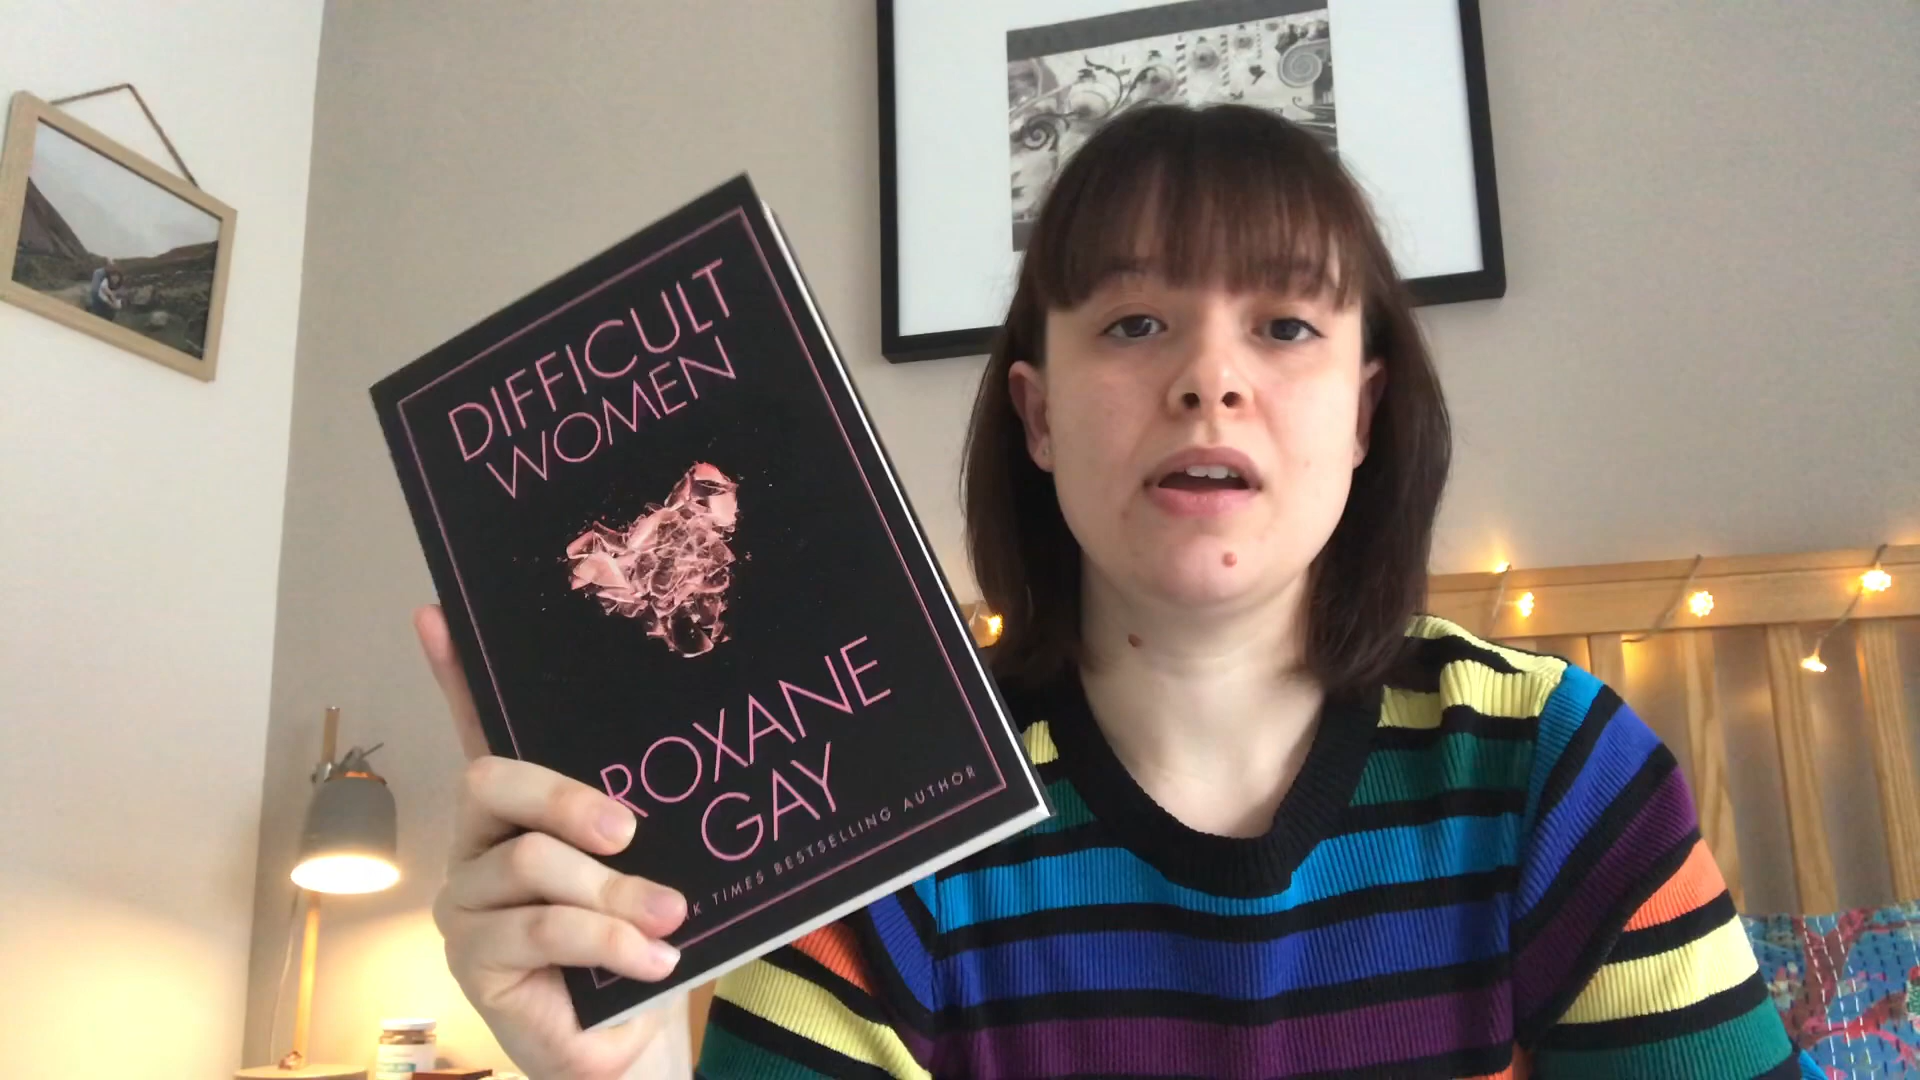 DIFFICULT
WOMEN
ROXANE
GAY
TIMES BESTSELLING AUTHOR